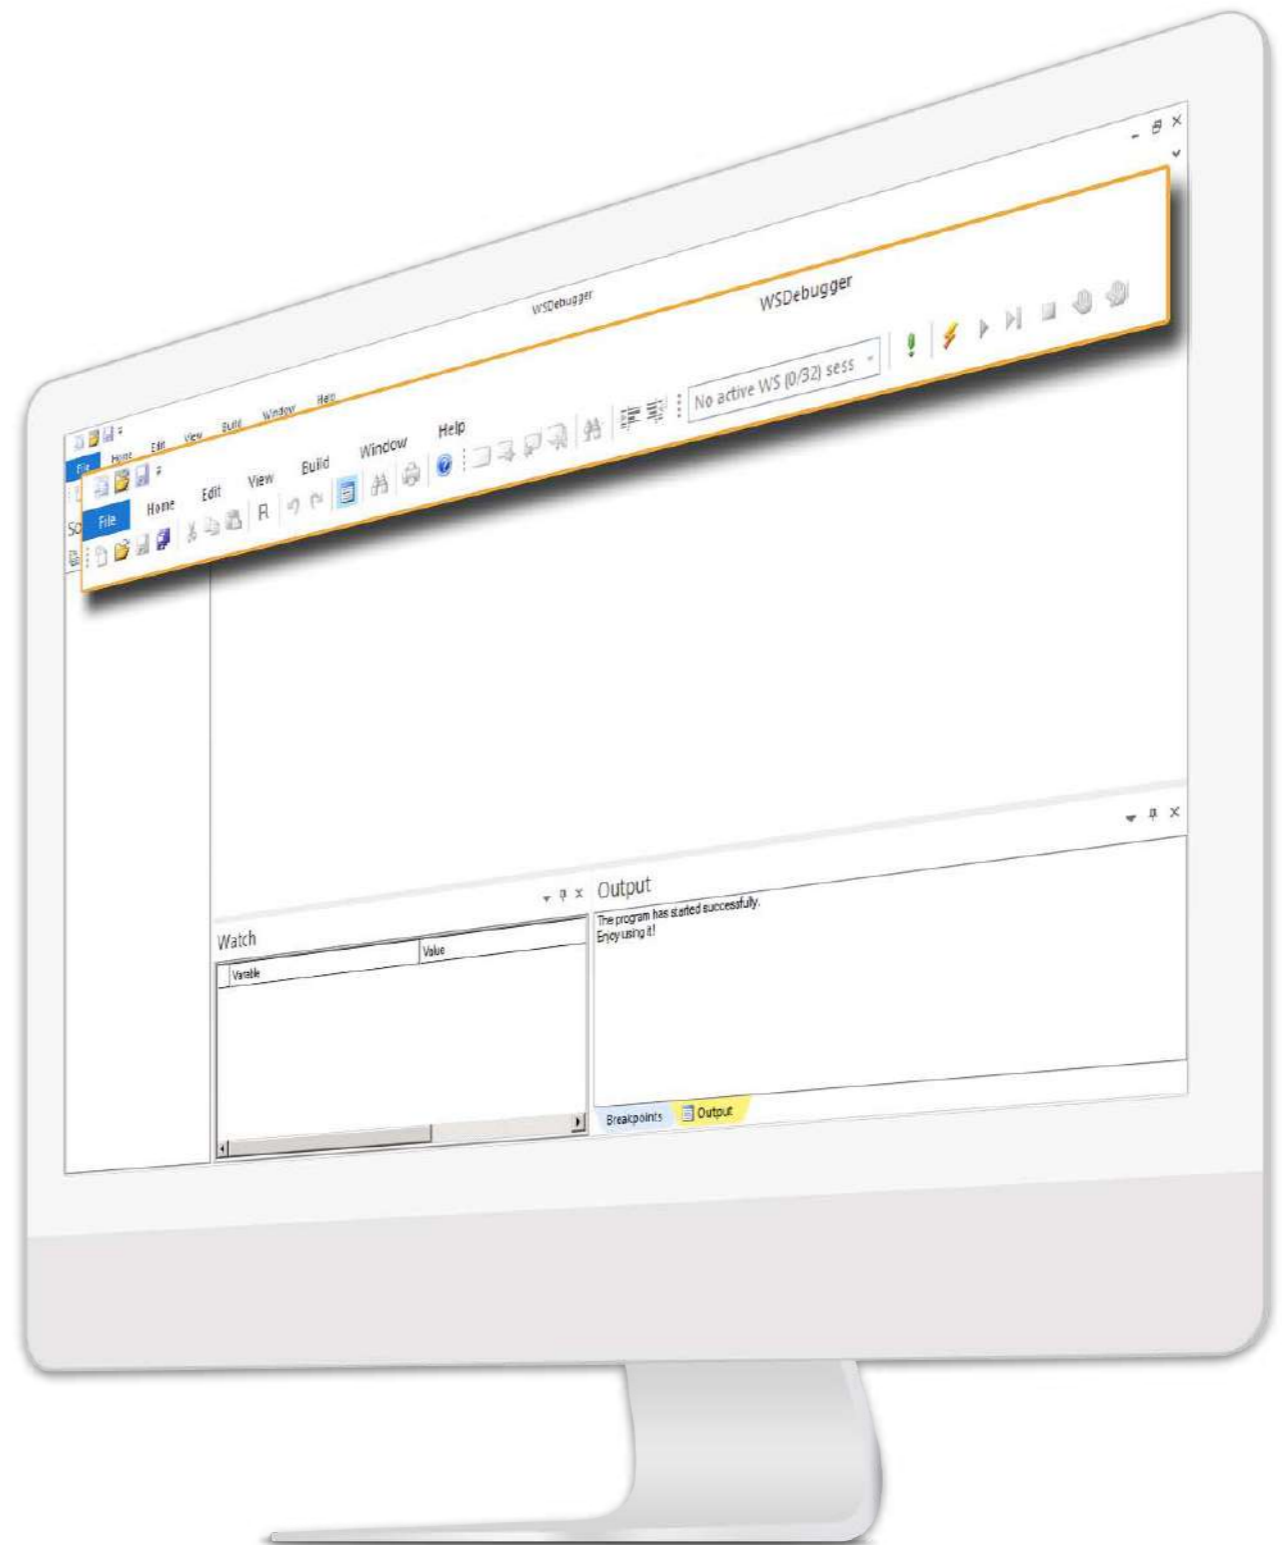 WSDebugger
File Home Edit View Build Window Help
So
WSDebugger
File Home Edit View Build Window Help
R
No active WS (0/32) sess
Watch
Variable Value
Output
The program has started successfully.
Enjoy using it!
Breakpoints Output